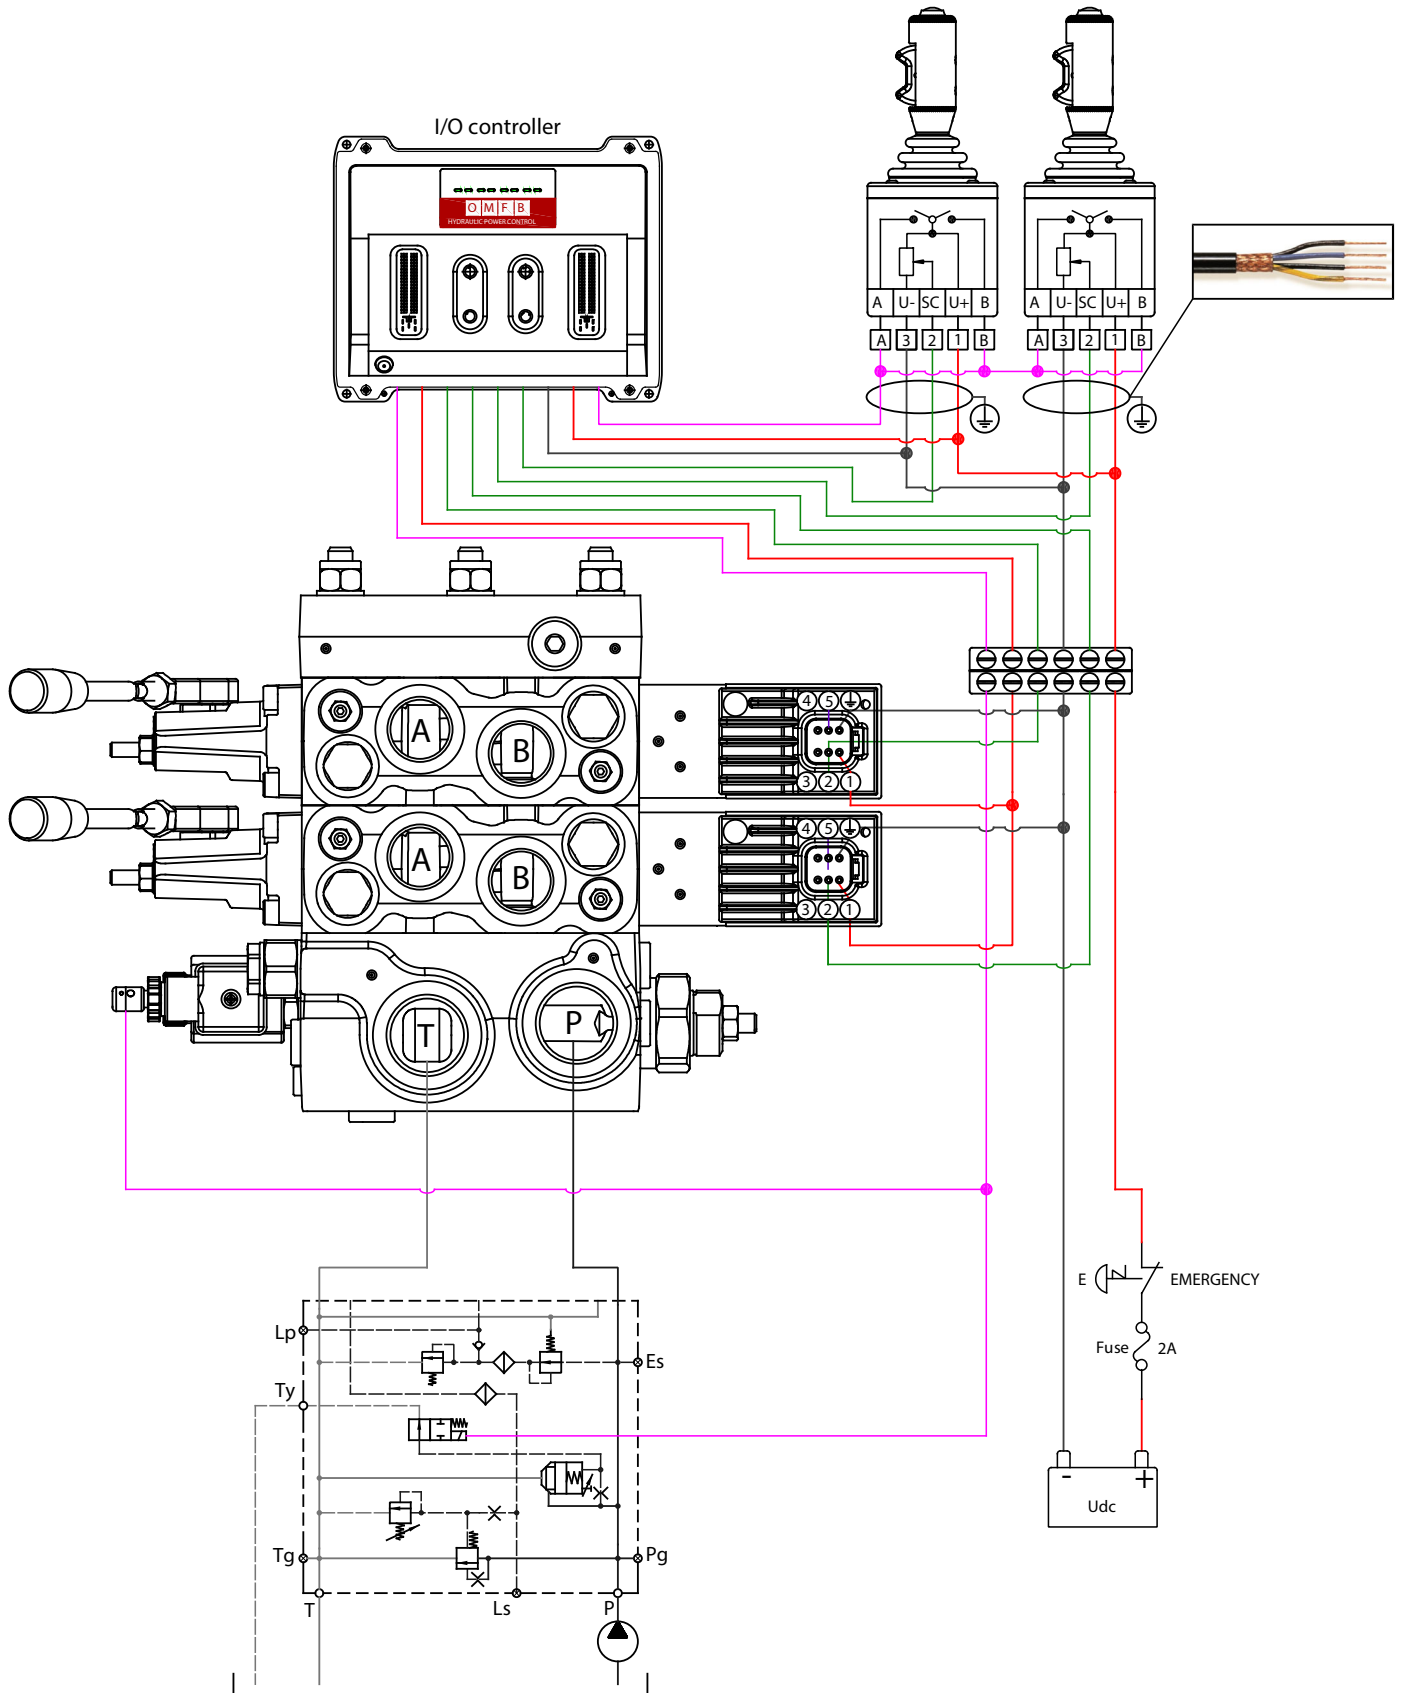 I/O controller
O M F B
HYDRAULIC POWER CONTROL
A U- SC U+ B
A U- SC U+ B
A 3 2 1 B
A 3 2 1 B
A B
4 5
3 2 1
A B
4 5
3 2 1
T P
E EMERGENCY
Fuse 2A
Lp
Es
Ty
Tg
Pg
T Ls P
- +
Udc